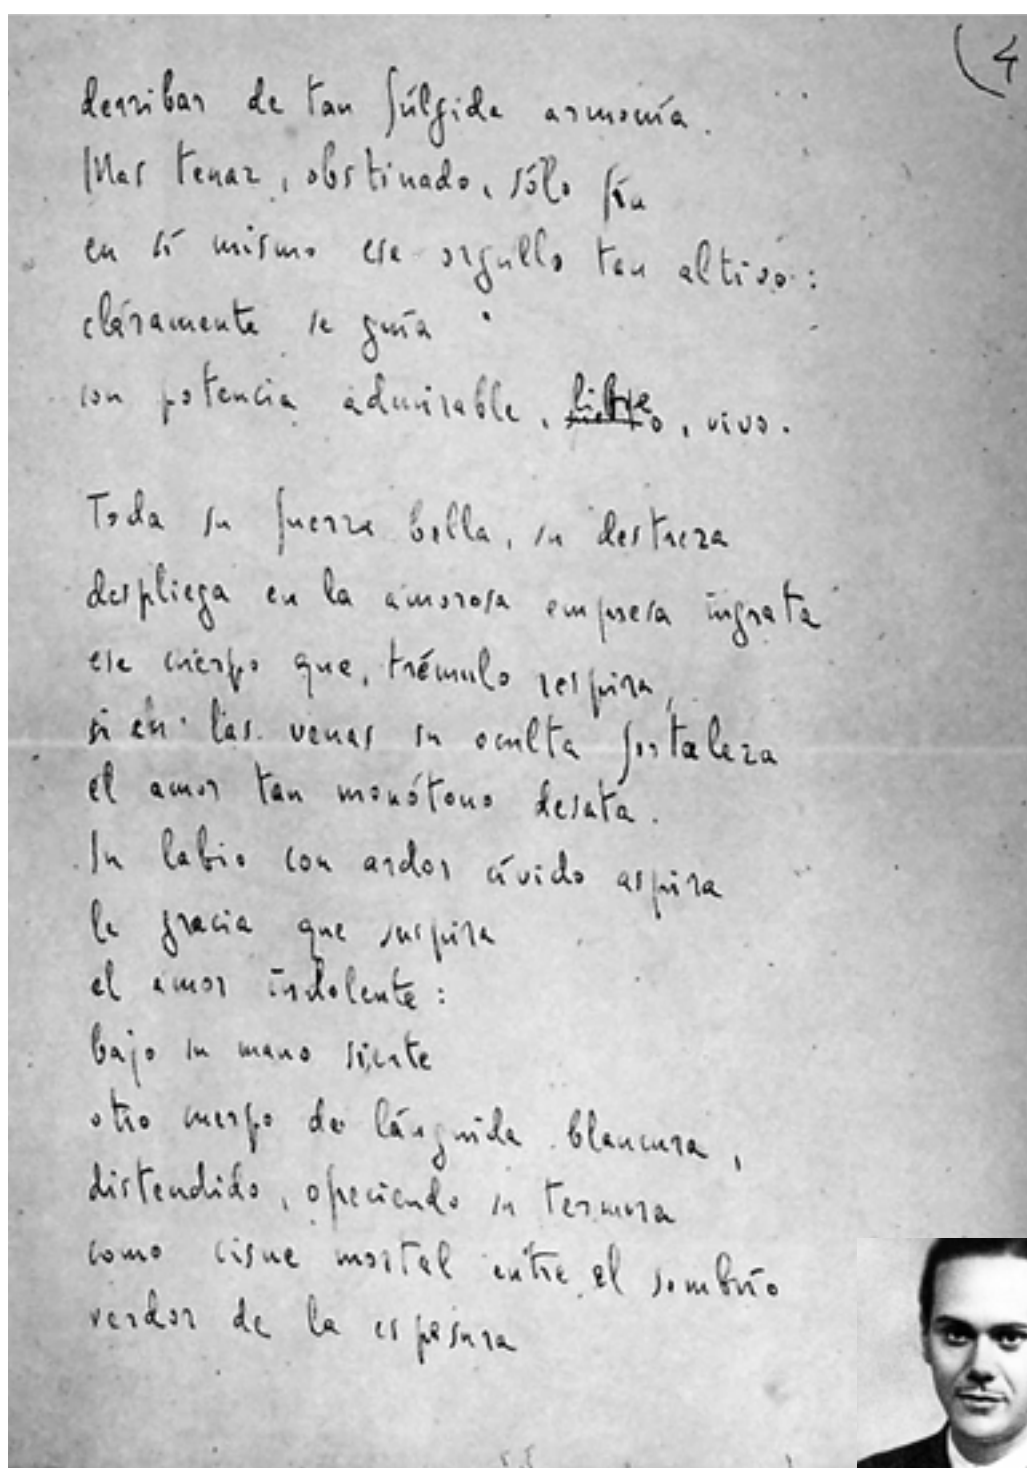 (4
derribar de tan fúlgida armonía.
Mas tenaz, obstinado, sólo fía
en sí mismo ese orgullo tan altivo:
cláramente se guía
con potencia admirable, libre, vivo.
Toda su fuerza bella, su destreza
despliega en la amorosa empresa ingrata
ese cuerpo que, trémulo respira,
si en las venas su oculta fortaleza
el amor tan monótono desata.
Su labio con ardor ávido aspira
la gracia que suspira
el amor indolente:
bajo su mano siente
otro cuerpo de lánguida blancura,
distendido, ofreciendo su ternura
como cisne mortal entre el sombrío
verdor de la espesura